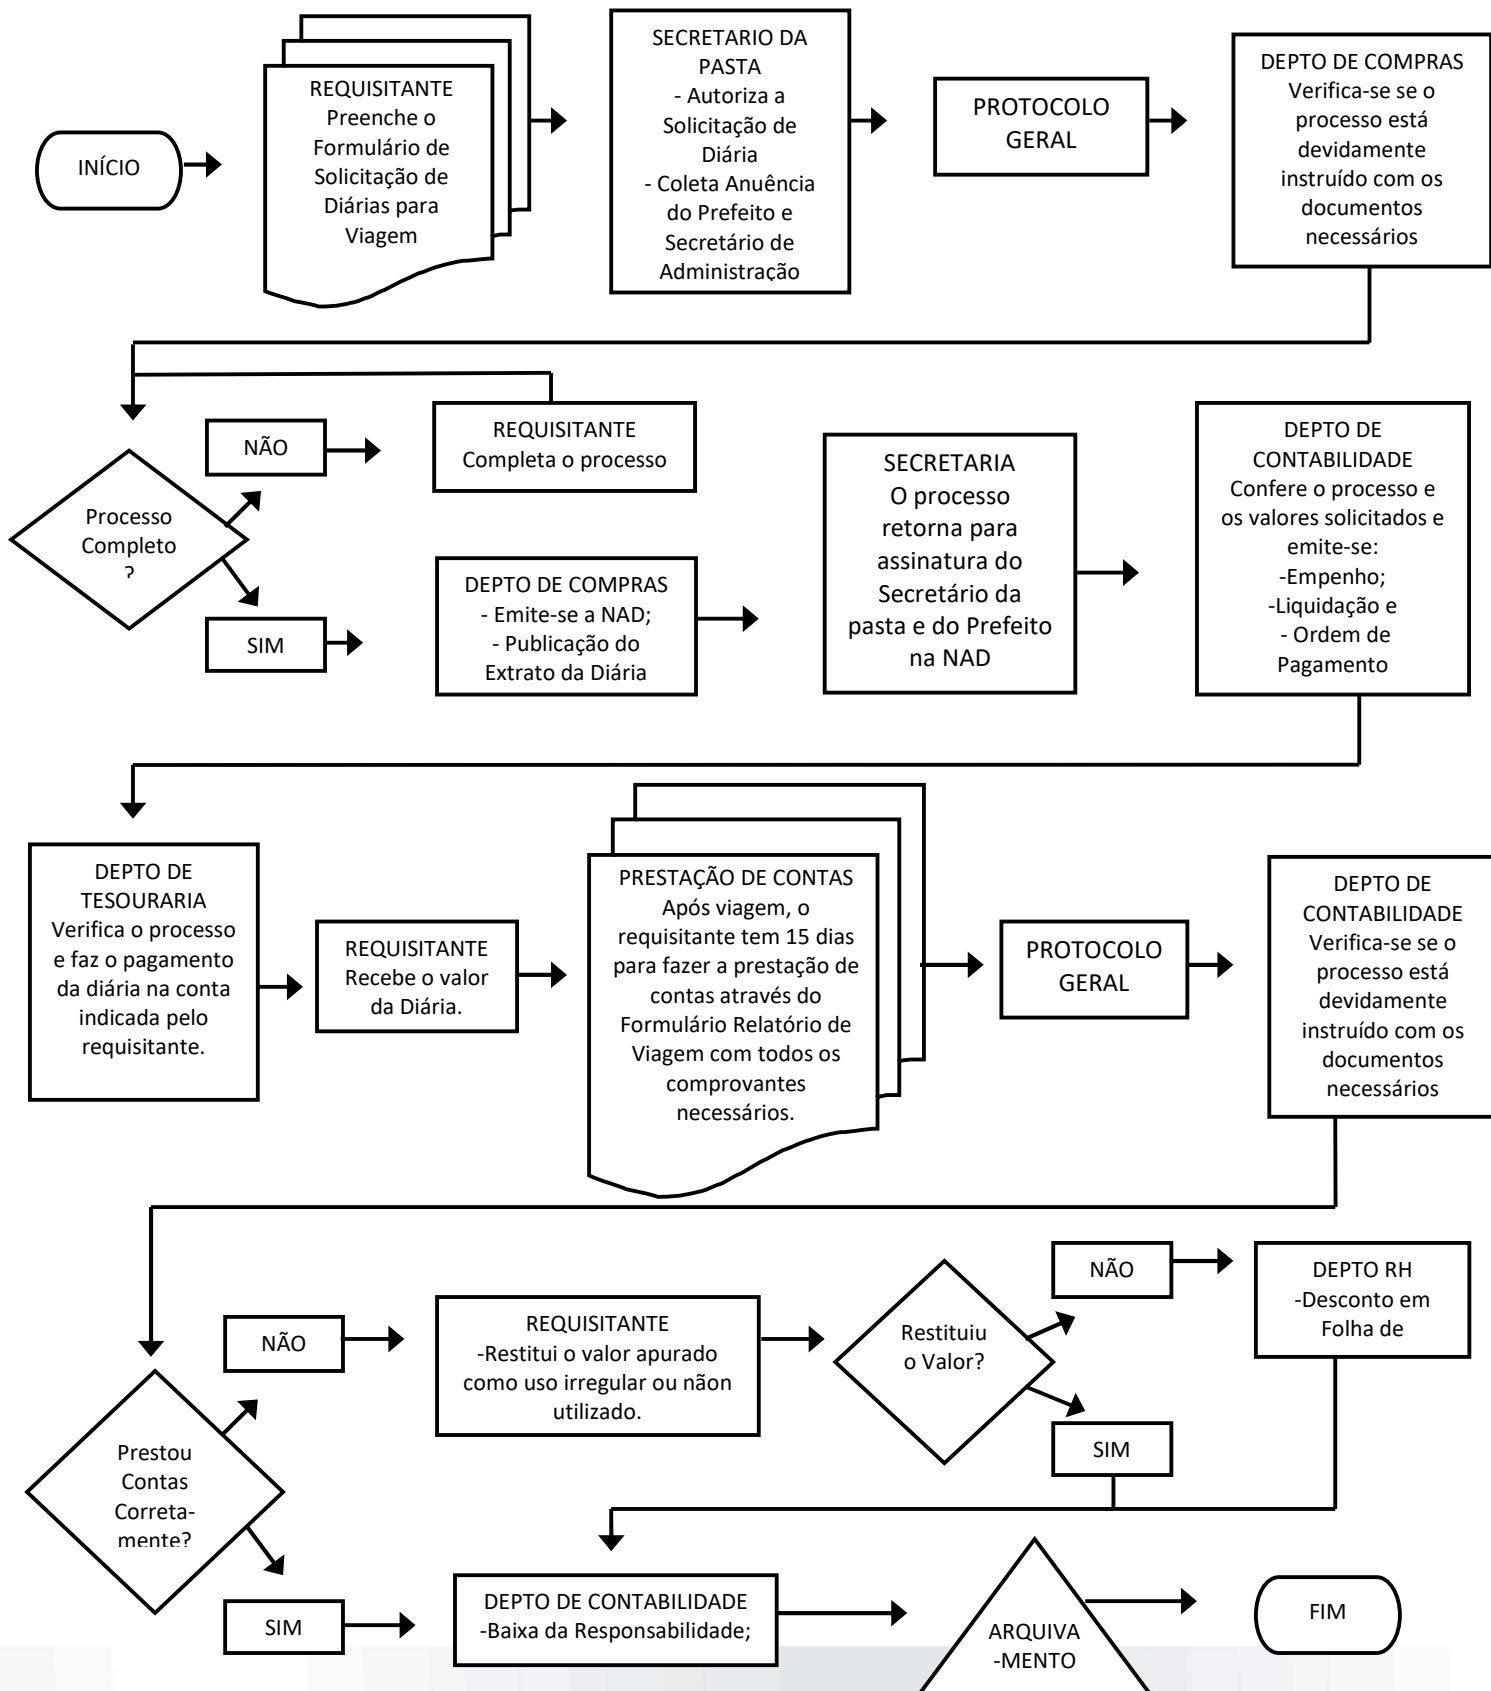 INÍCIO
REQUISITANTE
Preenche o
Formulário de
Solicitação de
Diárias para
Viagem
SECRETARIO DA
PASTA
- Autoriza a
Solicitação de
Diária
- Coleta Anuência
do Prefeito e
Secretário de
Administração
PROTOCOLO
GERAL
DEPTO DE COMPRAS
Verifica-se se o
processo está
devidamente
instruído com os
documentos
necessários
Processo
Completo
?
NÃO
SIM
REQUISITANTE
Completa o processo
DEPTO DE COMPRAS
- Emite-se a NAD;
- Publicação do
Extrato da Diária
SECRETARIA
O processo
retorna para
assinatura do
Secretário da
pasta e do Prefeito
na NAD
DEPTO DE
CONTABILIDADE
Confere o processo e
os valores solicitados e
emite-se:
-Empenho;
-Liquidação e
- Ordem de
Pagamento
DEPTO DE
TESOURARIA
Verifica o processo
e faz o pagamento
da diária na conta
indicada pelo
requisitante.
REQUISITANTE
Recebe o valor
da Diária.
PRESTAÇÃO DE CONTAS
Após viagem, o
requisitante tem 15 dias
para fazer a prestação de
contas através do
Formulário Relatório de
Viagem com todos os
comprovantes
necessários.
PROTOCOLO
GERAL
DEPTO DE
CONTABILIDADE
Verifica-se se o
processo está
devidamente
instruído com os
documentos
necessários
Prestou
Contas
Correta-
mente?
NÃO
SIM
REQUISITANTE
-Restitui o valor apurado
como uso irregular ou nãon
utilizado.
Restituiu
o Valor?
NÃO
SIM
DEPTO RH
-Desconto em
Folha de
DEPTO DE CONTABILIDADE
-Baixa da Responsabilidade;
ARQUIVA
-MENTO
FIM